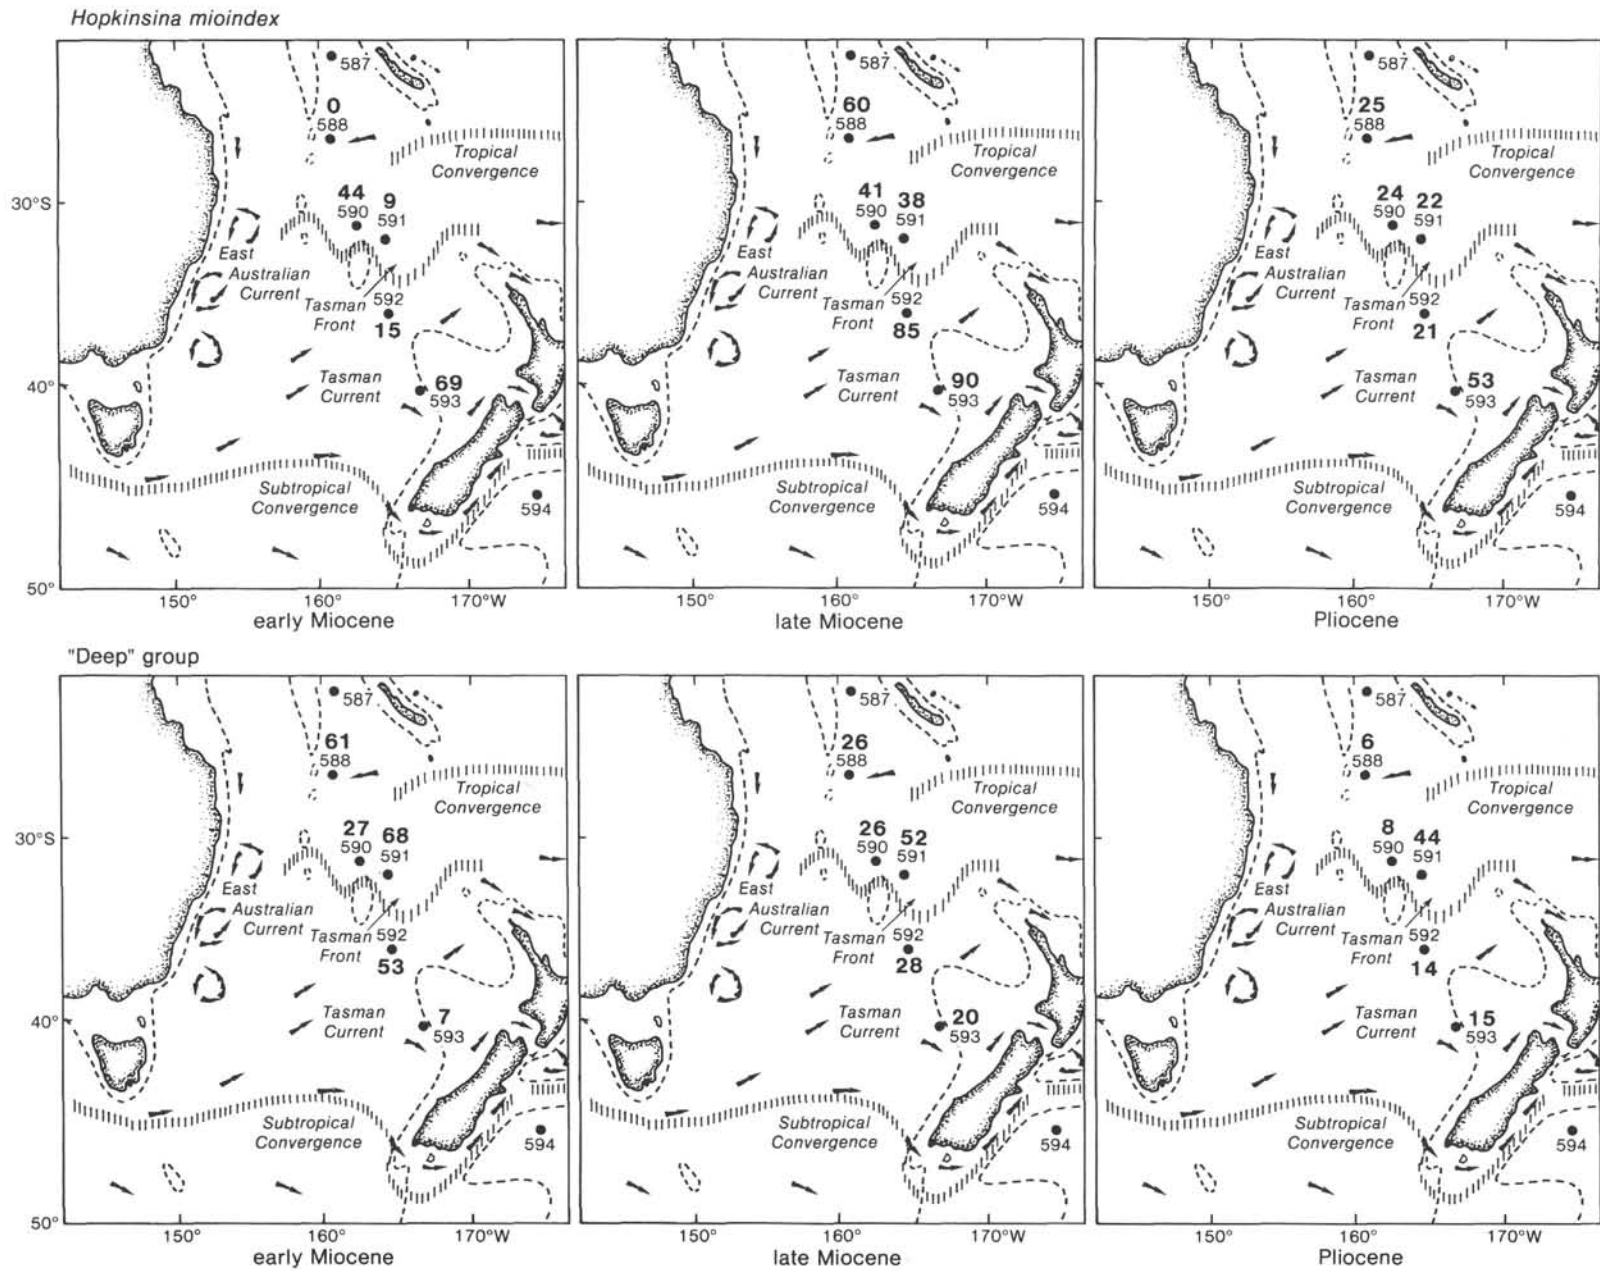 Hopkinsina mioindex
587
0
588
Tropical
Convergence
30°S
44
9
590
591
East
Australian
Current
Tasman
Front
592
15
40°
Tasman
Current
69
593
Subtropical
Convergence
594
50°
150°
160°
170°W
early Miocene
587
60
588
Tropical
Convergence
41
38
590
591
East
Australian
Current
Tasman
Front
592
85
Tasman
Current
90
593
Subtropical
Convergence
594
150°
160°
170°W
late Miocene
587
25
588
Tropical
Convergence
24
22
590
591
East
Australian
Current
Tasman
Front
592
21
Tasman
Current
53
593
Subtropical
Convergence
594
150°
160°
170°W
Pliocene
"Deep" group
587
61
588
Tropical
Convergence
30°S
27
68
590
591
East
Australian
Current
Tasman
Front
592
53
40°
Tasman
Current
7
593
Subtropical
Convergence
594
50°
150°
160°
170°W
early Miocene
587
26
588
Tropical
Convergence
26
52
590
591
East
Australian
Current
Tasman
Front
592
28
Tasman
Current
20
593
Subtropical
Convergence
594
150°
160°
170°W
late Miocene
587
6
588
Tropical
Convergence
8
44
590
591
East
Australian
Current
Tasman
Front
592
14
Tasman
Current
15
593
Subtropical
Convergence
594
150°
160°
170°W
Pliocene